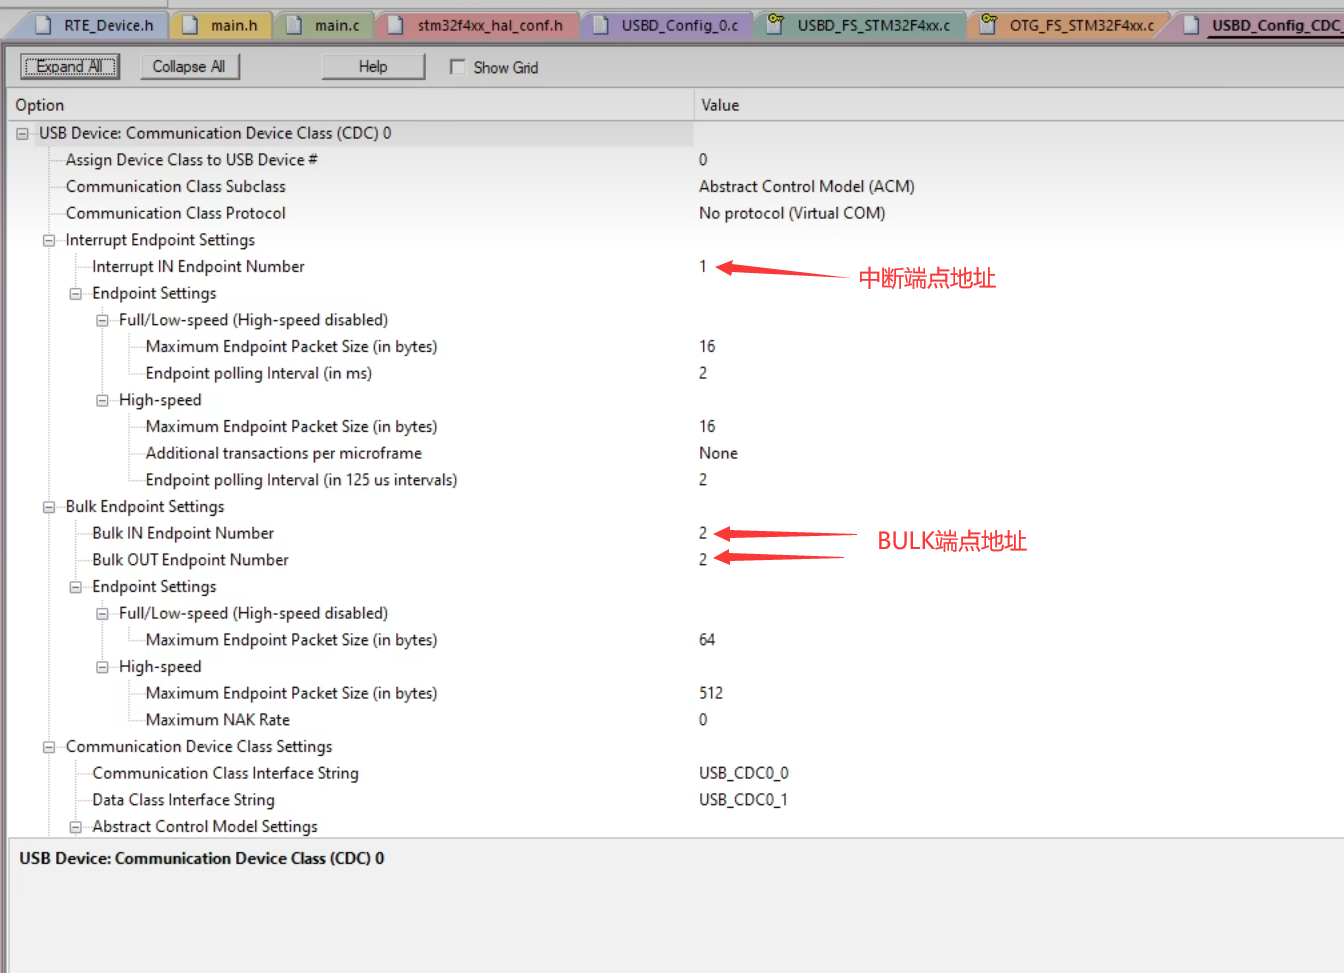 RTE_Device.h main.h main.c stm32f4xx_hal_conf.h USBD_Config_0.c USBD_FS_STM32F4xx.c OTG_FS_STM32F4xx.c USBD_Config_CDC_
Expand All Collapse All Help Show Grid
Option Value
USB Device: Communication Device Class (CDC) 0
Assign Device Class to USB Device # 0
Communication Class Subclass Abstract Control Model (ACM)
Communication Class Protocol No protocol (Virtual COM)
Interrupt Endpoint Settings
Interrupt IN Endpoint Number 1 中断端点地址
Endpoint Settings
Full/Low-speed (High-speed disabled)
Maximum Endpoint Packet Size (in bytes) 16
Endpoint polling Interval (in ms) 2
High-speed
Maximum Endpoint Packet Size (in bytes) 16
Additional transactions per microframe None
Endpoint polling Interval (in 125 us intervals) 2
Bulk Endpoint Settings
Bulk IN Endpoint Number 2 BULK端点地址
Bulk OUT Endpoint Number 2
Endpoint Settings
Full/Low-speed (High-speed disabled)
Maximum Endpoint Packet Size (in bytes) 64
High-speed
Maximum Endpoint Packet Size (in bytes) 512
Maximum NAK Rate 0
Communication Device Class Settings
Communication Class Interface String USB_CDC0_0
Data Class Interface String USB_CDC0_1
Abstract Control Model Settings
USB Device: Communication Device Class (CDC) 0